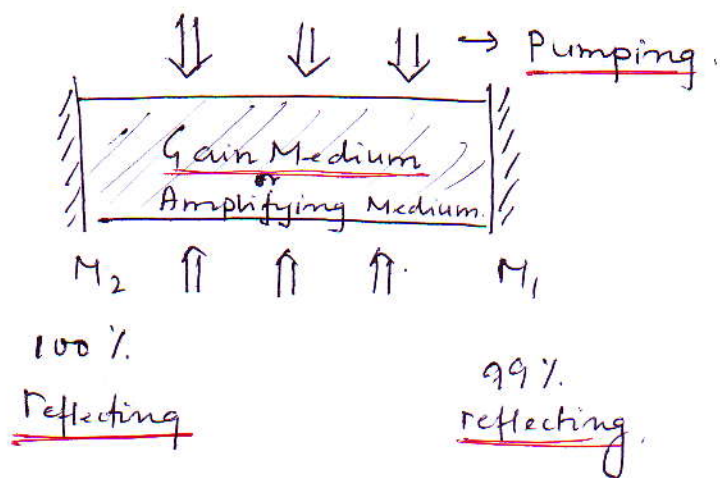 → Pumping.
Gain Medium
or
Amplifying Medium.
M₂
M₁
100 %
reflecting
99 %
reflecting.